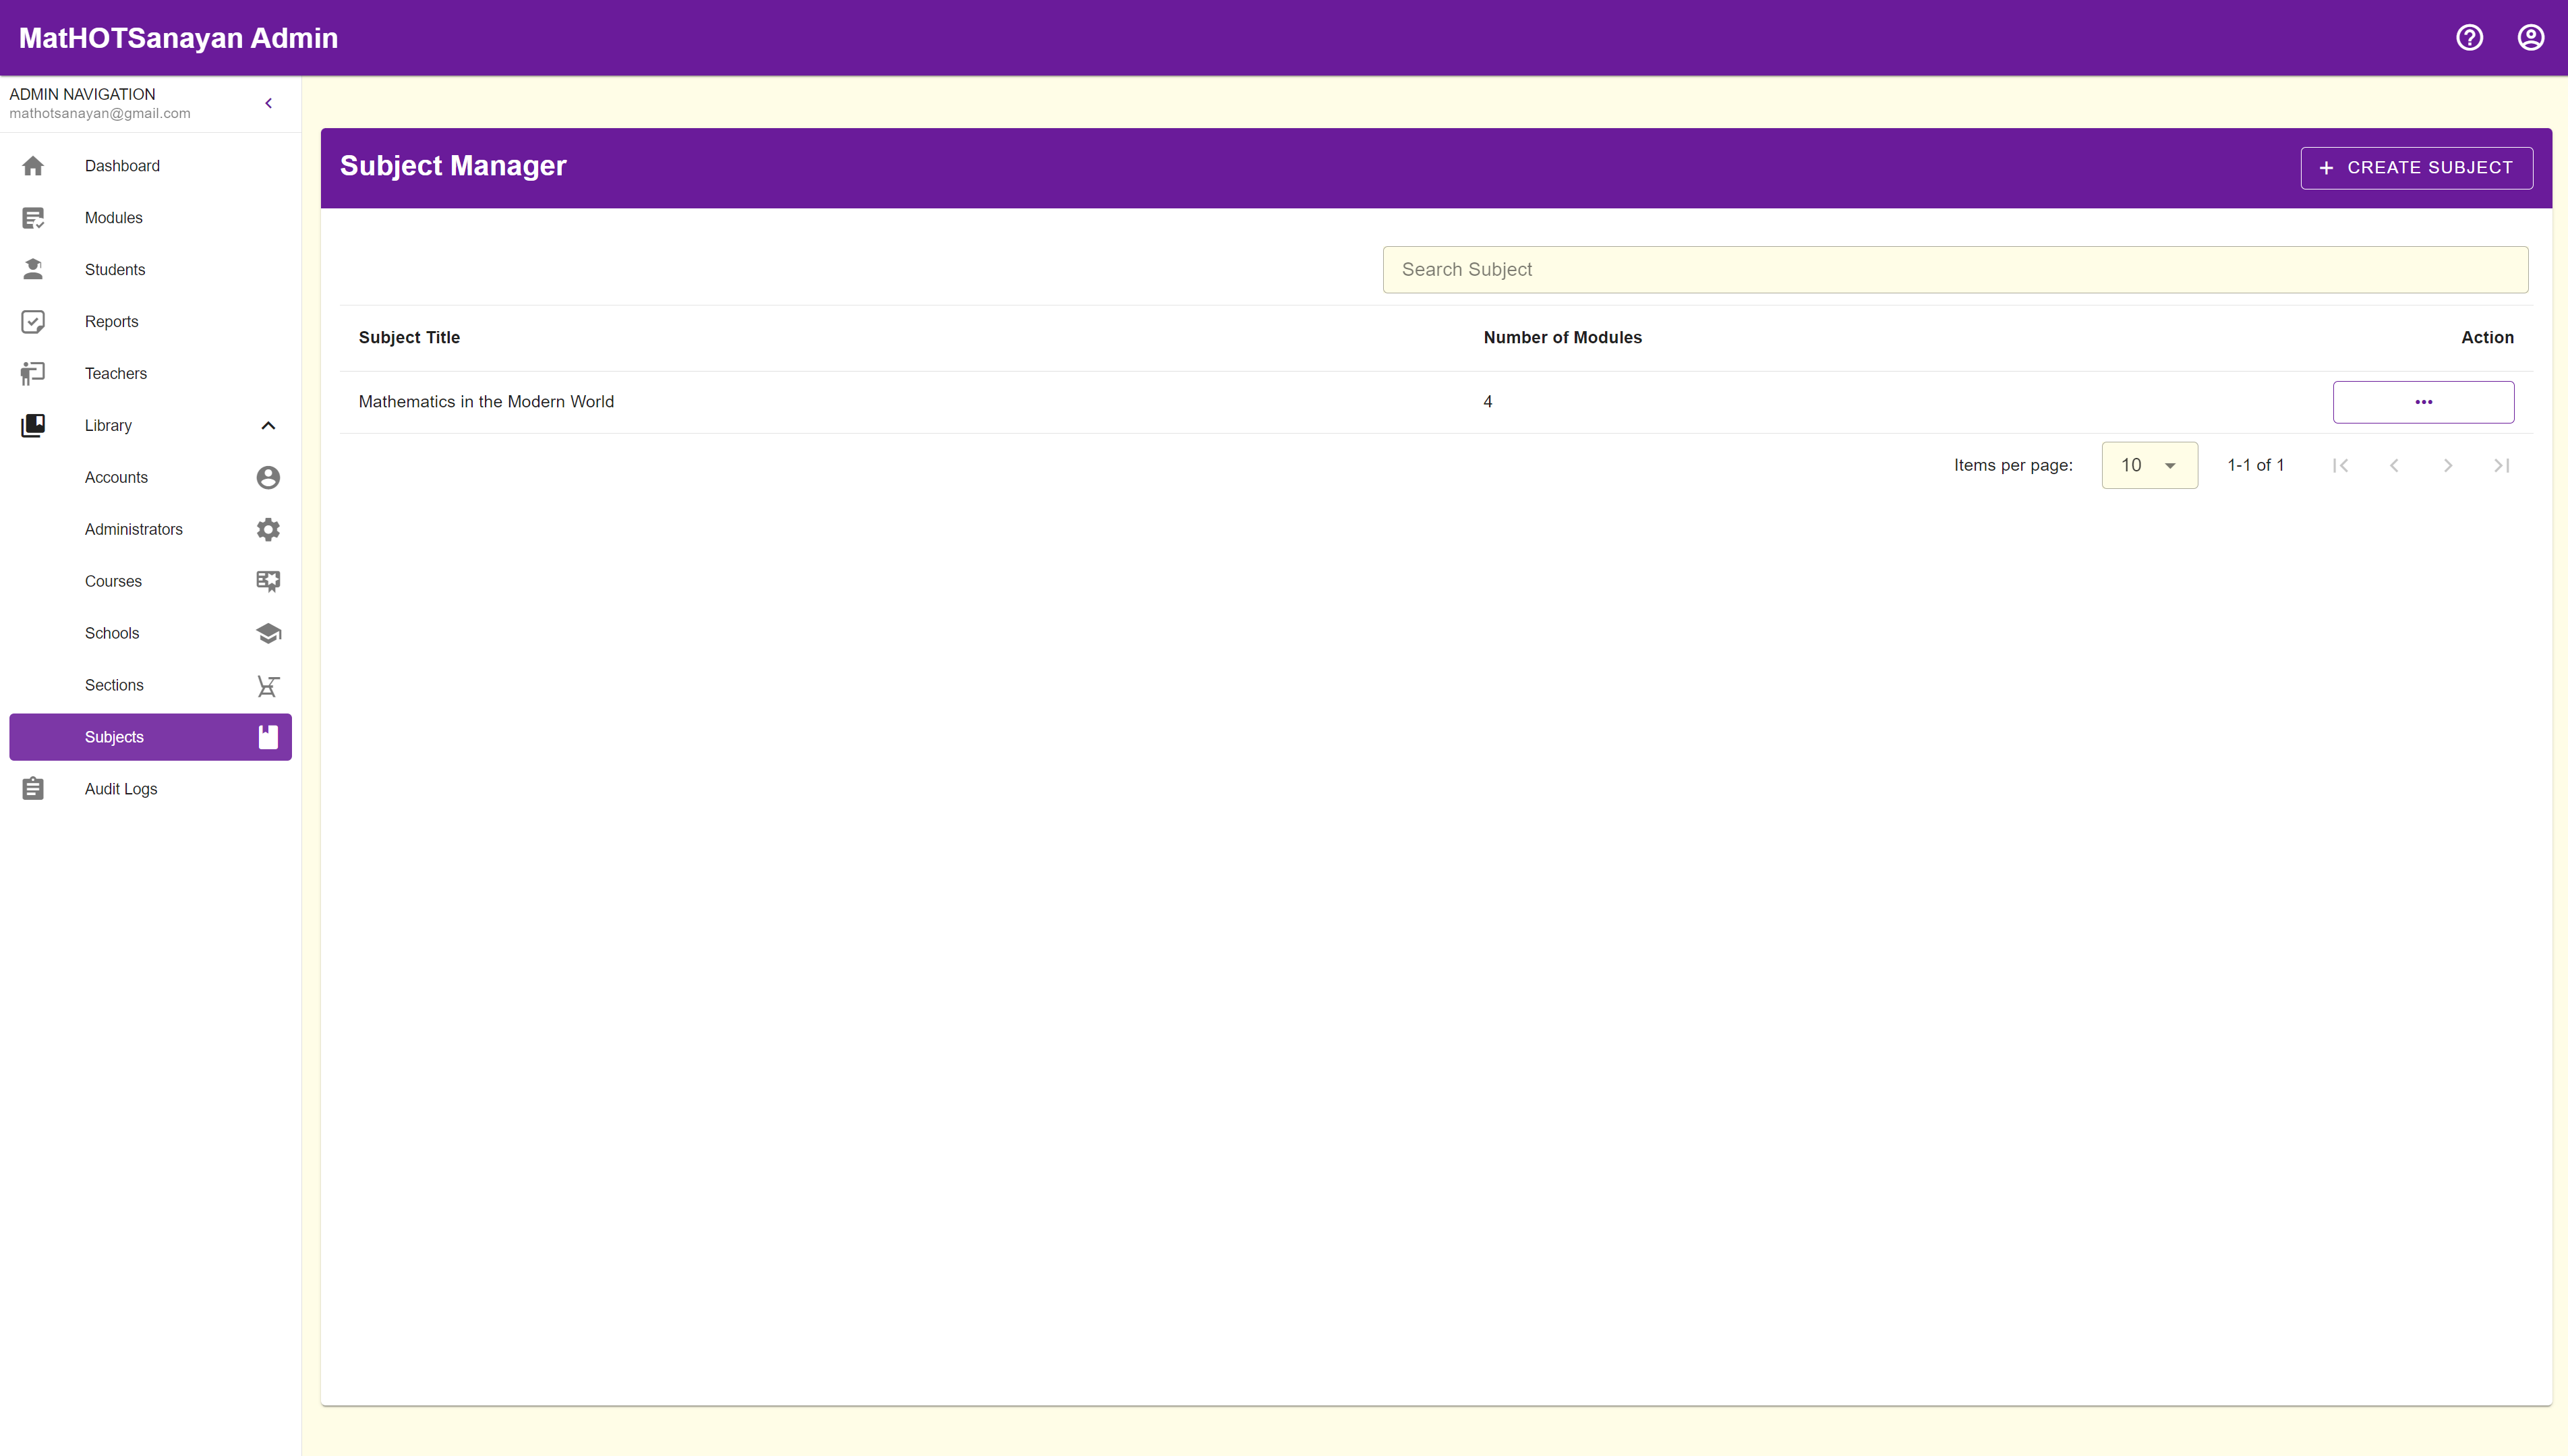 MatHOTSanayan Admin
ADMIN NAVIGATION
mathotsanayan@gmail.com
Dashboard
Modules
Students
Reports
Teachers
Library
Accounts
Administrators
Courses
Schools
Sections
Subjects
Audit Logs
Subject Manager
CREATE SUBJECT
Search Subject
Subject Title Number of Modules Action
Mathematics in the Modern World 4
Items per page: 10 1-1 of 1